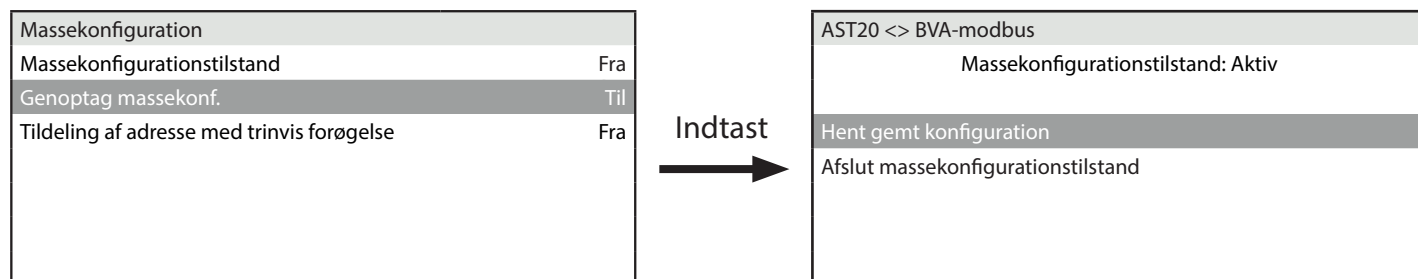 Massekonfiguration
Massekonfigurationstilstand Fra
Genoptag massekonf. Til
Tildeling af adresse med trinvis forøgelse Fra
Indtast
AST20 <> BVA-modbus
Massekonfigurationstilstand: Aktiv
Hent gemt konfiguration
Afslut massekonfigurationstilstand